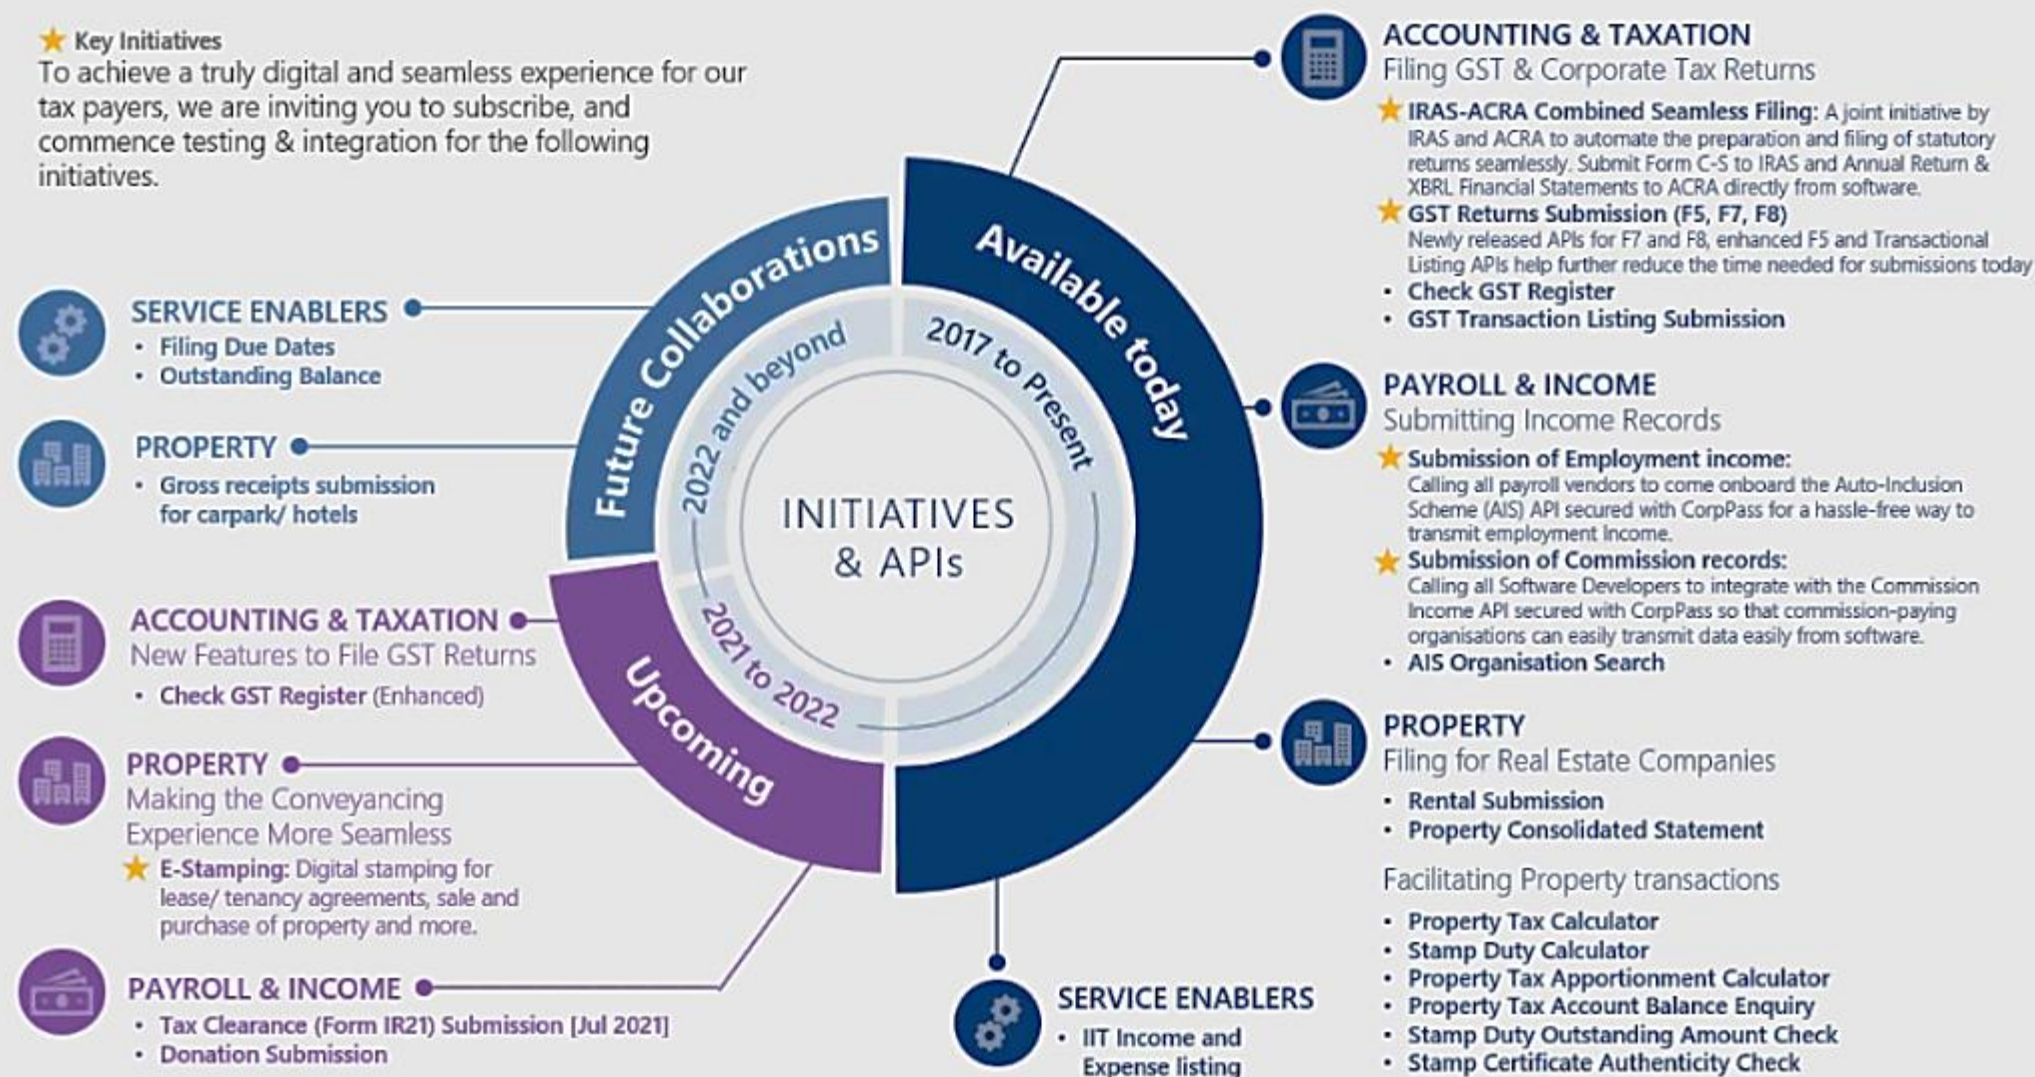 Key Initiatives
To achieve a truly digital and seamless experience for our
tax payers, we are inviting you to subscribe, and
commence testing & integration for the following
initiatives.
SERVICE ENABLERS
• Filing Due Dates
• Outstanding Balance
PROPERTY
• Gross receipts submission
for carpark/ hotels
ACCOUNTING & TAXATION
New Features to File GST Returns
• Check GST Register (Enhanced)
PROPERTY
Making the Conveyancing
Experience More Seamless
E-Stamping: Digital stamping for
lease/ tenancy agreements, sale and
purchase of property and more.
PAYROLL & INCOME
• Tax Clearance (Form IR21) Submission [Jul 2021]
• Donation Submission
Future Collaborations
2022 and beyond
Upcoming
2021 to 2022
Available today
2017 to Present
INITIATIVES
& APIs
ACCOUNTING & TAXATION
Filing GST & Corporate Tax Returns
IRAS-ACRA Combined Seamless Filing: A joint initiative by
IRAS and ACRA to automate the preparation and filing of statutory
returns seamlessly. Submit Form C-S to IRAS and Annual Return &
XBRL Financial Statements to ACRA directly from software.
GST Returns Submission (F5, F7, F8)
Newly released APIs for F7 and F8, enhanced F5 and Transactional
Listing APIs help further reduce the time needed for submissions today
• Check GST Register
• GST Transaction Listing Submission
PAYROLL & INCOME
Submitting Income Records
Submission of Employment income:
Calling all payroll vendors to come onboard the Auto-Inclusion
Scheme (AIS) API secured with CorpPass for a hassle-free way to
transmit employment Income.
Submission of Commission records:
Calling all Software Developers to integrate with the Commission
Income API secured with CorpPass so that commission-paying
organisations can easily transmit data easily from software.
• AIS Organisation Search
PROPERTY
Filing for Real Estate Companies
• Rental Submission
• Property Consolidated Statement
Facilitating Property transactions
• Property Tax Calculator
• Stamp Duty Calculator
• Property Tax Apportionment Calculator
• Property Tax Account Balance Enquiry
• Stamp Duty Outstanding Amount Check
• Stamp Certificate Authenticity Check
SERVICE ENABLERS
• IIT Income and
Expense listing